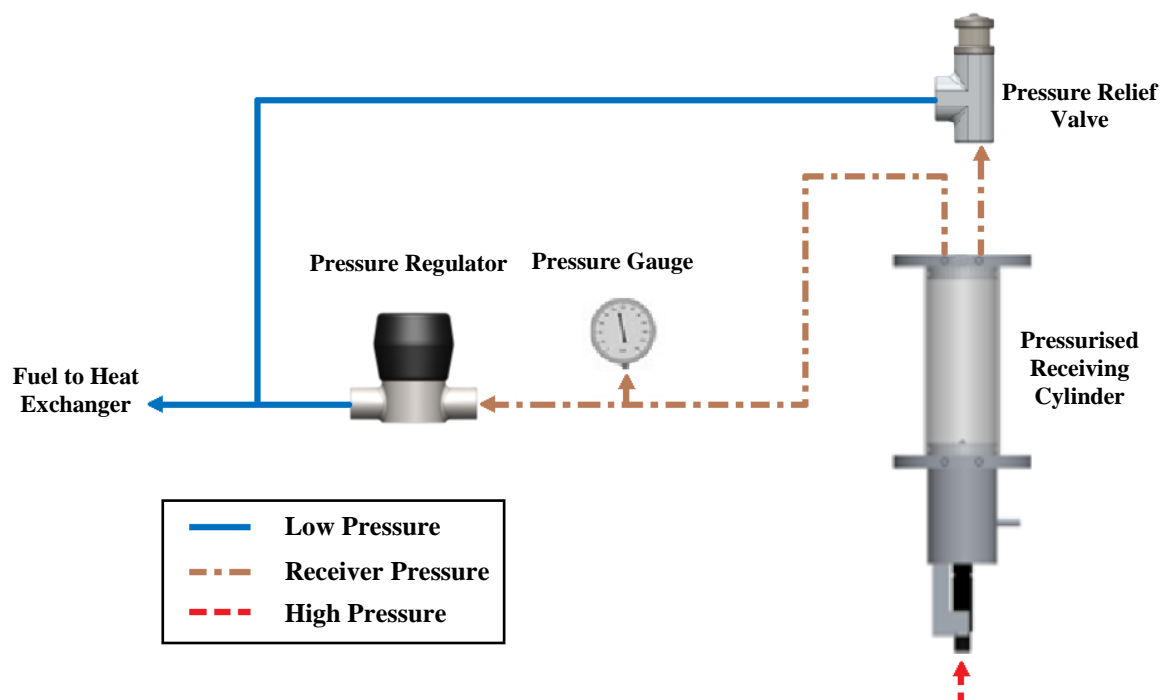 Pressure Relief
Valve
Pressure Regulator
Pressure Gauge
Pressurised
Receiving
Cylinder
Fuel to Heat
Exchanger
Low Pressure
Receiver Pressure
High Pressure